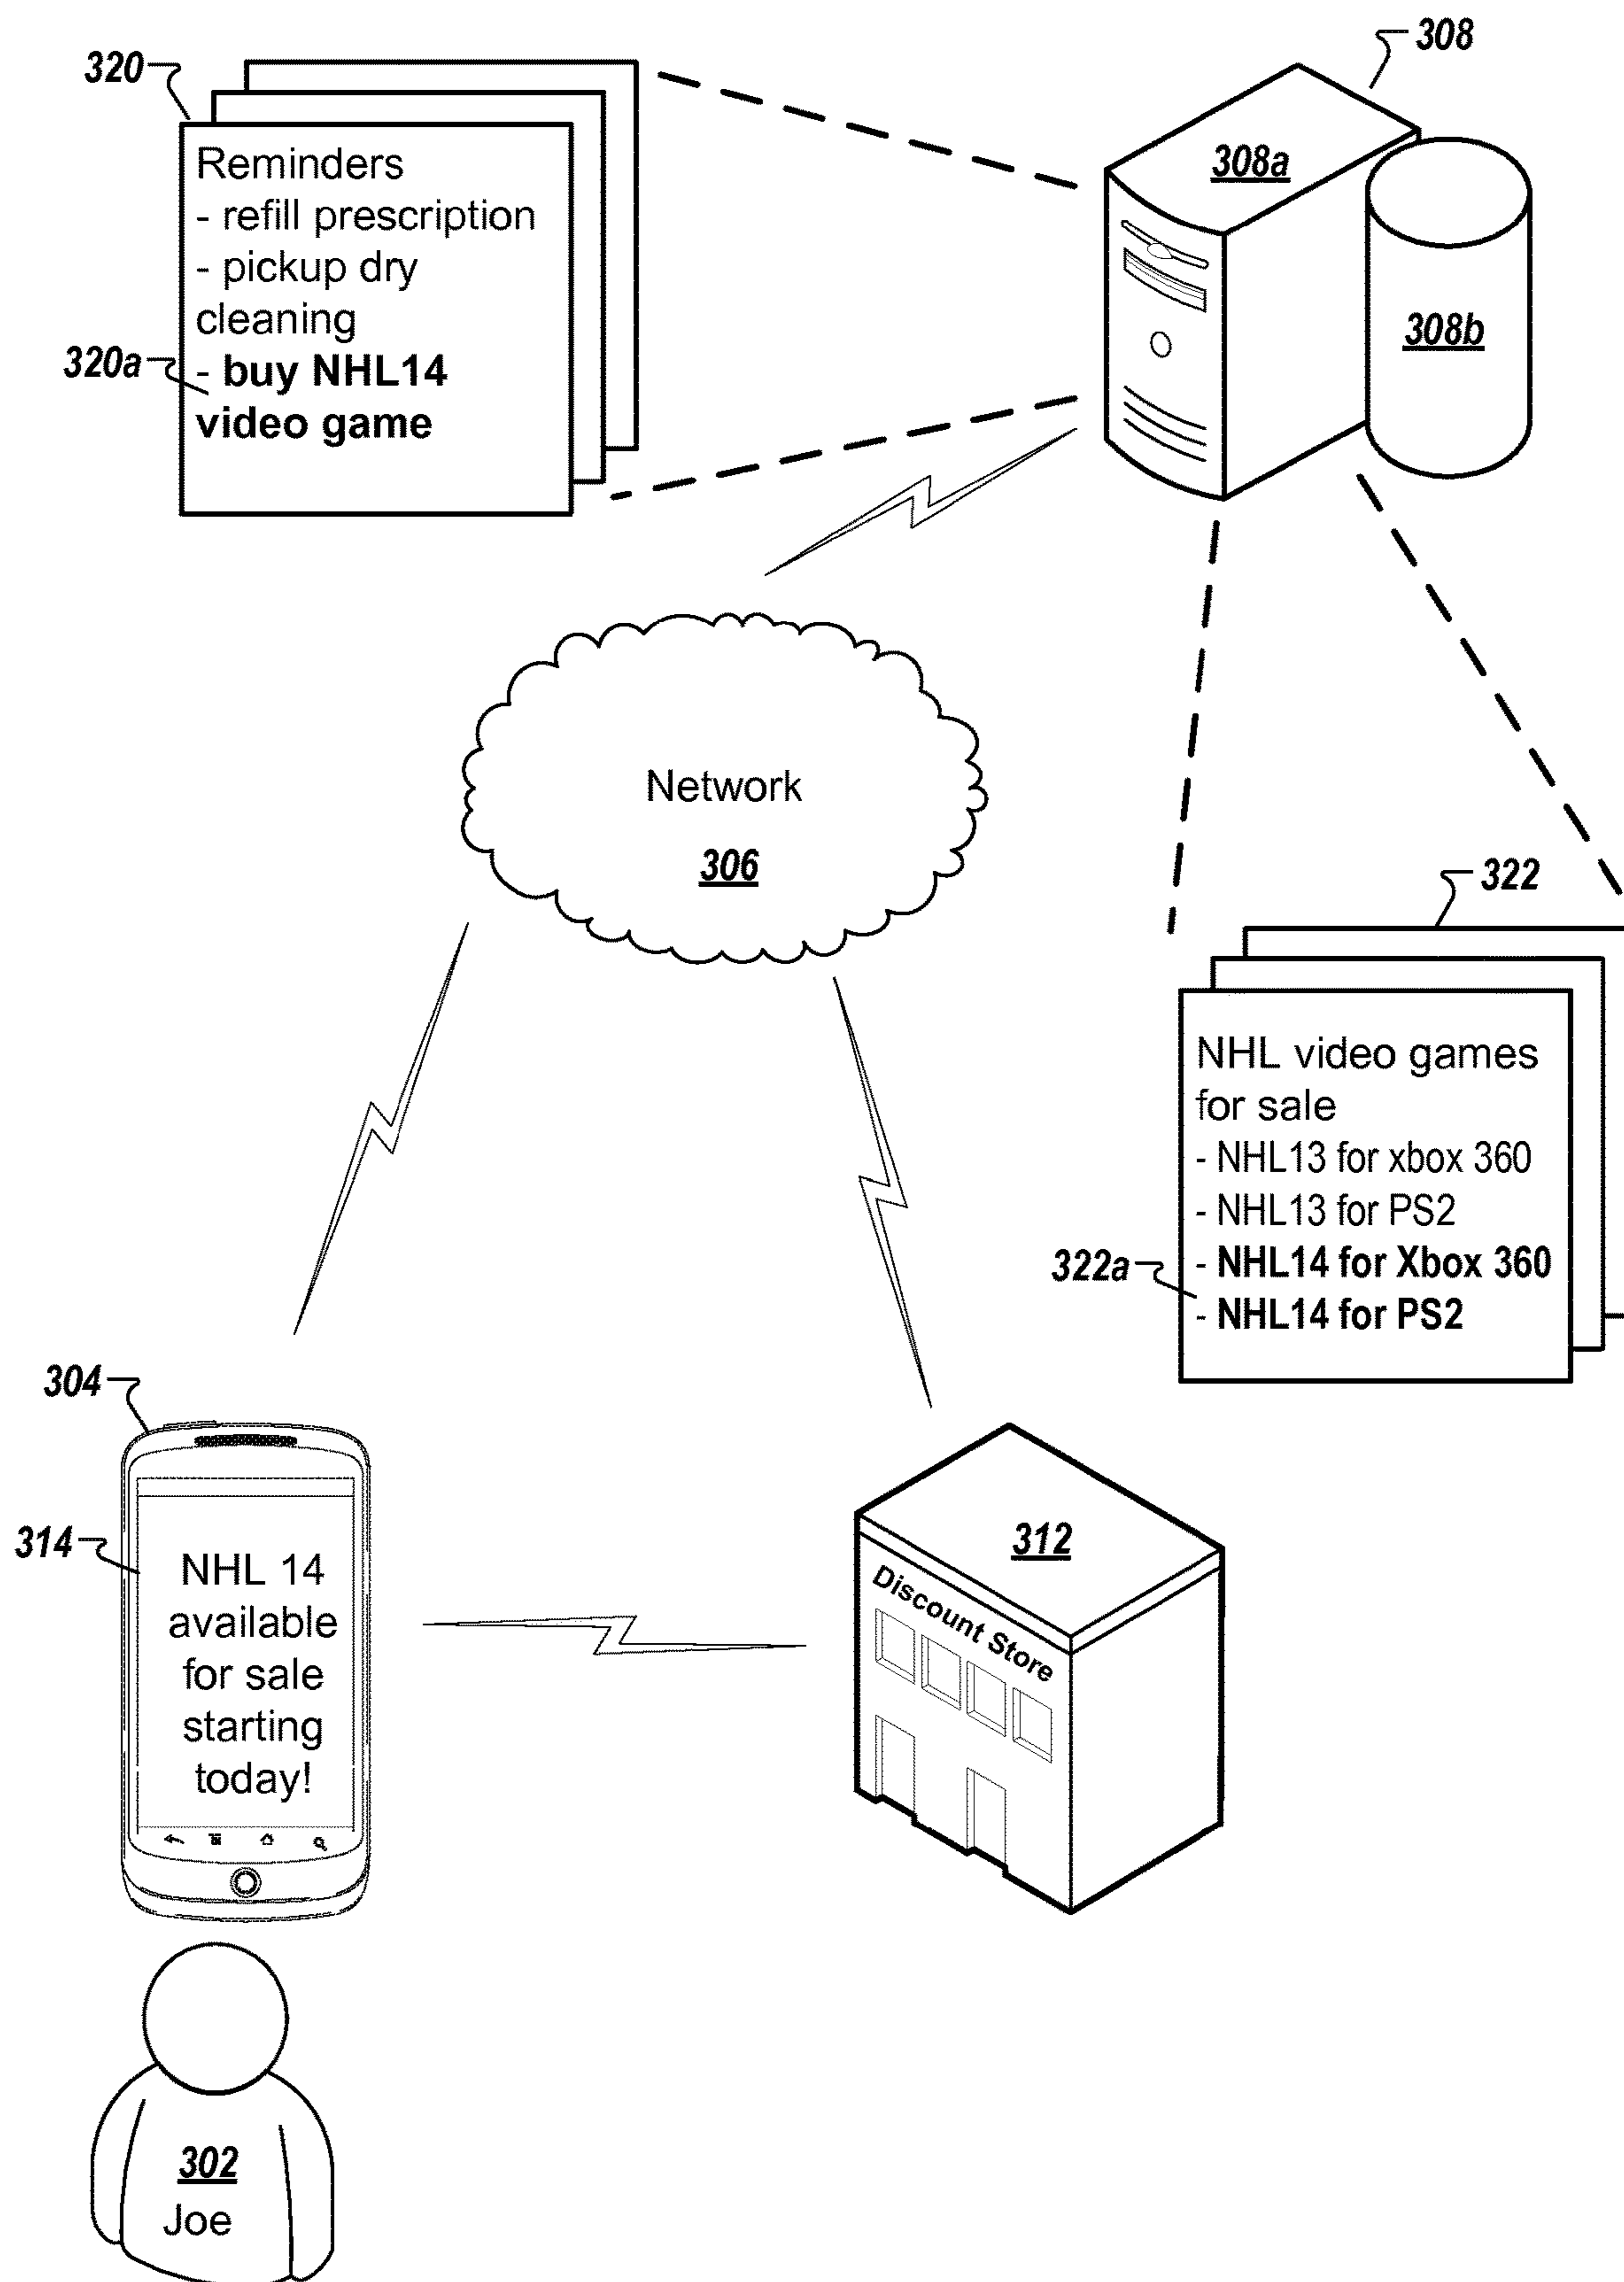 308
320
308a
Reminders
- refill prescription
- pickup dry
cleaning
308b
320a
- buy NHL14
video game
Network
306
322
NHL video games
for sale
- NHL13 for xbox 360
- NHL13 for PS2
322a
- NHL14 for Xbox 360
- NHL14 for PS2
304
314
NHL 14
available
for sale
starting
today!
312
Discount Store
302
Joe